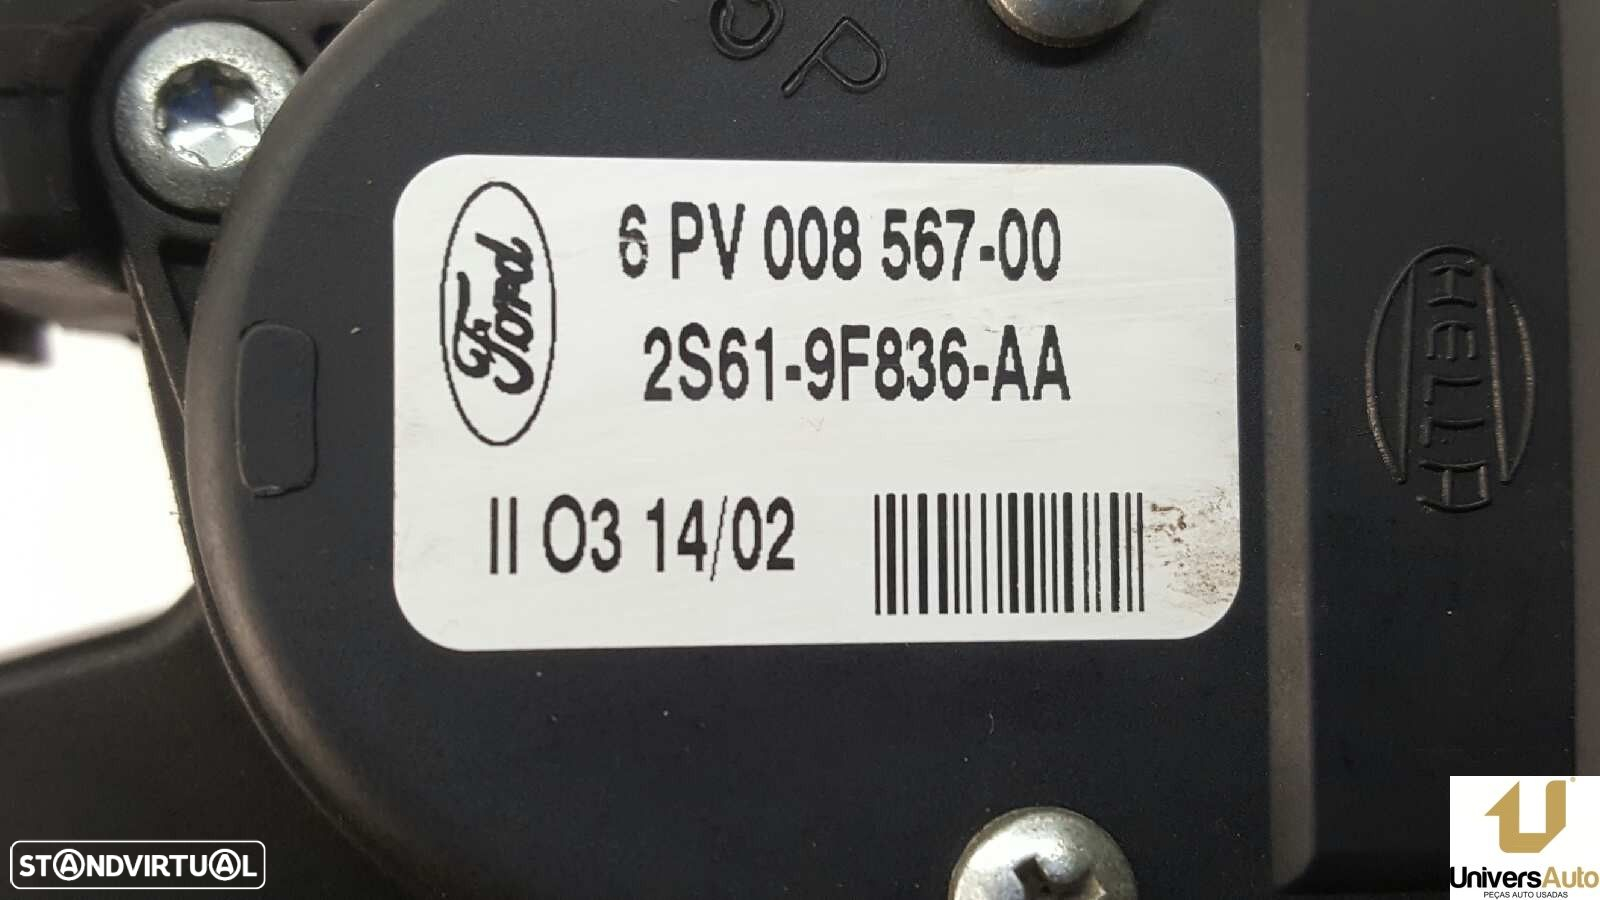 OP
Ford
6 PV 008 567-00
2S61-9F836-AA
II O3 14/02
HELLA
STANDVIRTUAL
UNIVERSAuto
PEÇAS AUTO USADAS